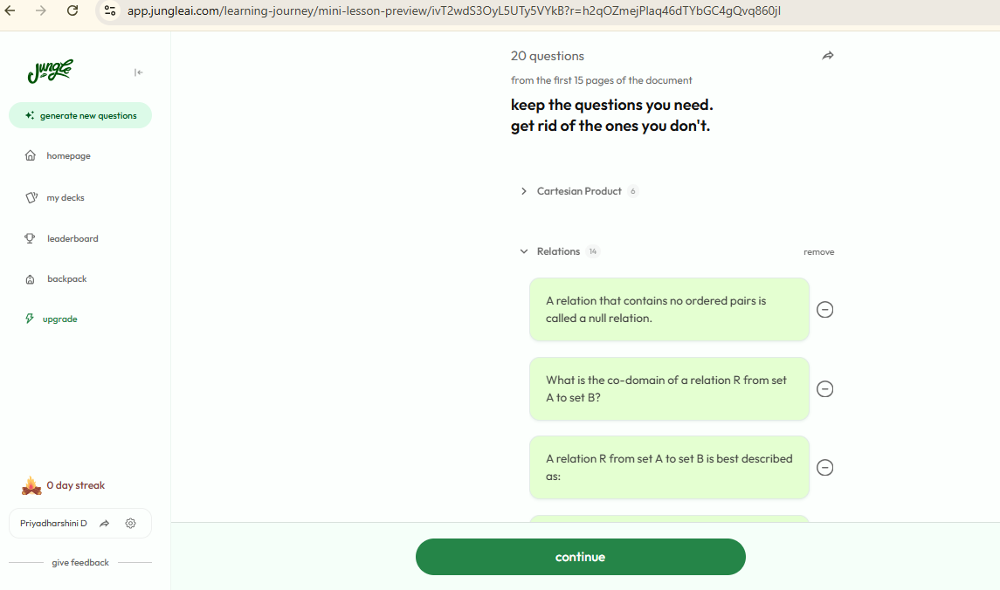 app.jungleai.com/learning-journey/mini-lesson-preview/ivT2wdS3OyL5UTy5VYkB?r=h2qOZmejPlaq46dTYbGC4gQvq860jl
Jungle
generate new questions
homepage
my decks
leaderboard
backpack
upgrade
0 day streak
Priyadharshini D
give feedback
20 questions
from the first 15 pages of the document
keep the questions you need.
get rid of the ones you don't.
Cartesian Product 6
Relations 14
remove
A relation that contains no ordered pairs is
called a null relation.
What is the co-domain of a relation R from set
A to set B?
A relation R from set A to set B is best described
as:
continue